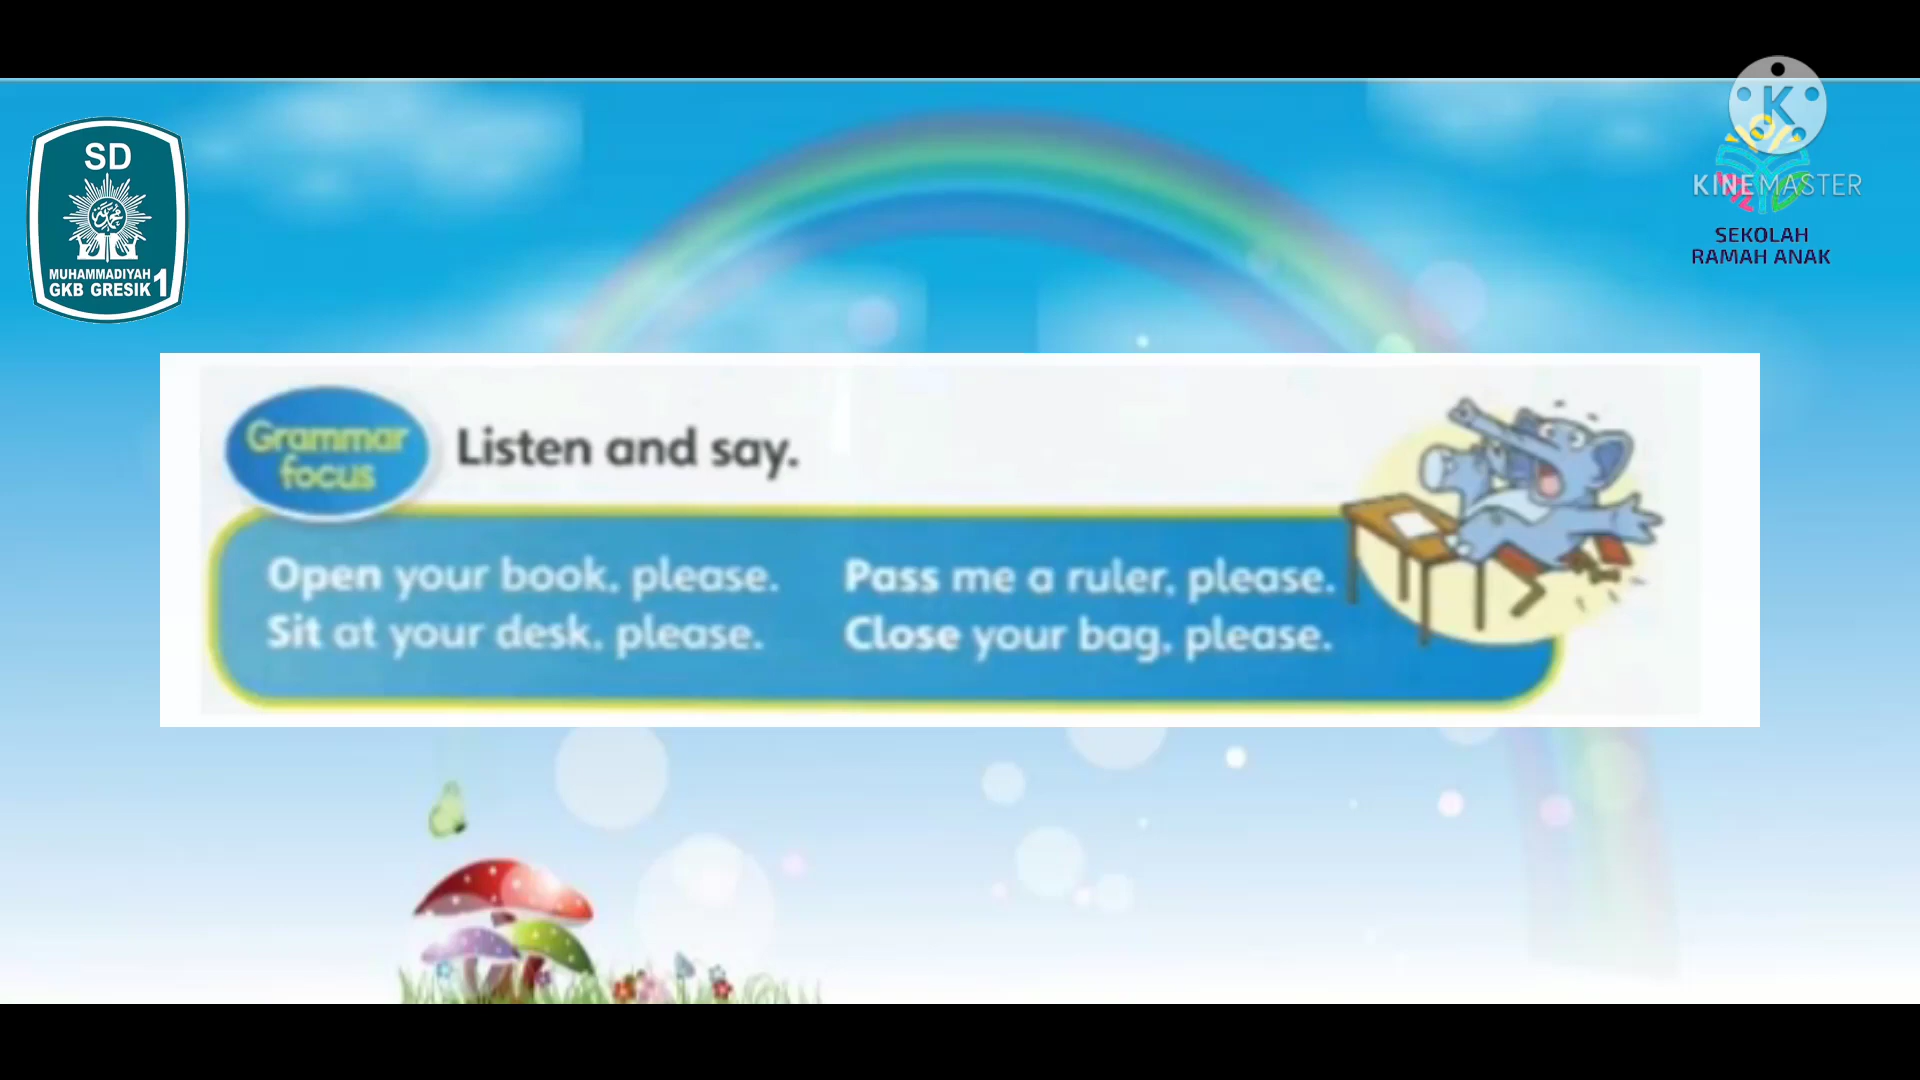 SD
MUHAMMADIYAH
GKB GRESIK 1
K
KINEMASTER
SEKOLAH
RAMAH ANAK
Grammar
focus
Listen and say.
Open your book, please.
Sit at your desk, please.
Pass me a ruler, please.
Close your bag, please.